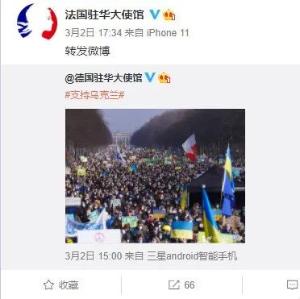 法国驻华大使馆
3月2日 17:34 来自 iPhone 11
转发微博
@德国驻华大使馆
#支持乌克兰#
3月2日 15:00 来自 三星android智能手机
收藏
66